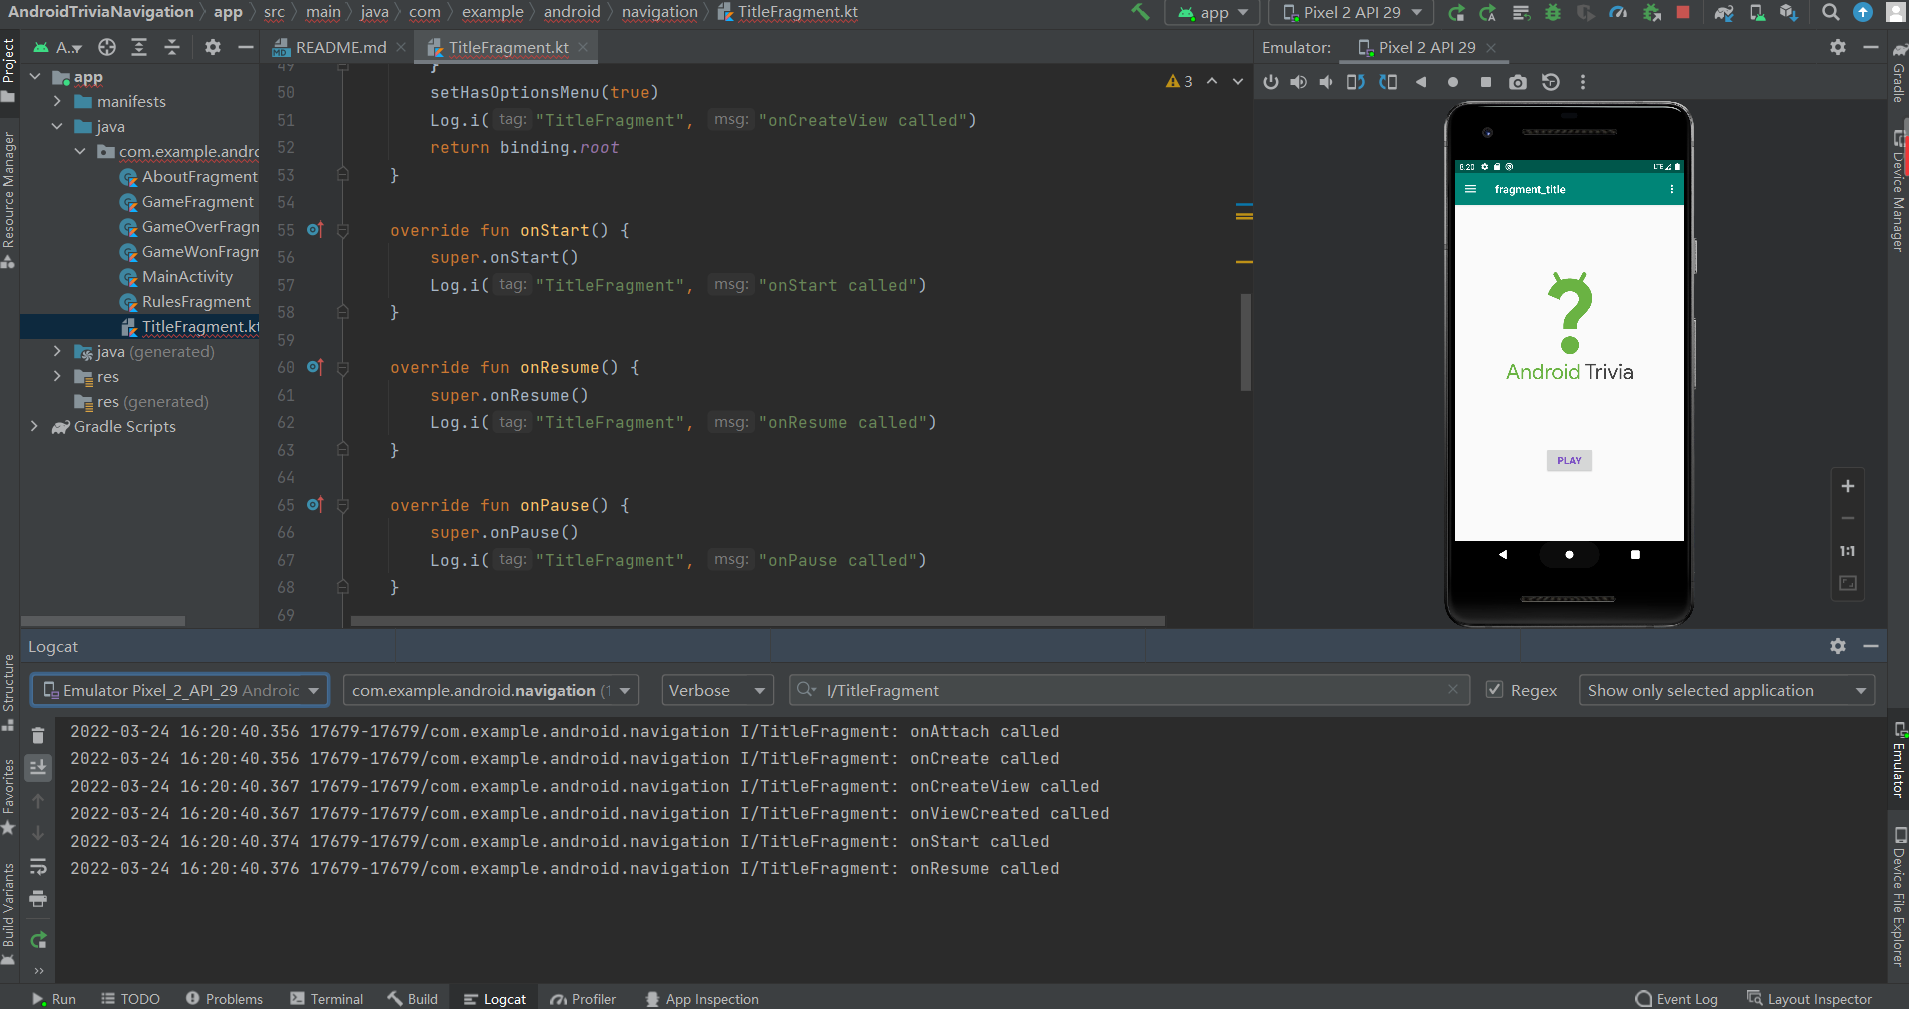 AndroidTriviaNavigation app src main java com example android navigation TitleFragment.kt
app Pixel 2 API 29
Project
A..
README.md TitleFragment.kt
Emulator: Pixel 2 API 29
Gradle
Device Manager
Resource Manager
app
manifests
java
com.example.andro
AboutFragment
GameFragment
GameOverFragm
GameWonFragm
MainActivity
RulesFragment
TitleFragment.kt
java (generated)
res
res (generated)
Gradle Scripts
3
49 }
50 setHasOptionsMenu(true)
51 Log.i( tag: "TitleFragment", msg: "onCreateView called")
52 return binding.root
53 }
54
55 override fun onStart() {
56 super.onStart()
57 Log.i( tag: "TitleFragment", msg: "onStart called")
58 }
59
60 override fun onResume() {
61 super.onResume()
62 Log.i( tag: "TitleFragment", msg: "onResume called")
63 }
64
65 override fun onPause() {
66 super.onPause()
67 Log.i( tag: "TitleFragment", msg: "onPause called")
68 }
69
8:20 LTE
fragment_title
Android Trivia
PLAY
1:1
Logcat
Emulator Pixel_2_API_29 Android
com.example.android.navigation (1
Verbose
I/TitleFragment
Regex
Show only selected application
2022-03-24 16:20:40.356 17679-17679/com.example.android.navigation I/TitleFragment: onAttach called
2022-03-24 16:20:40.356 17679-17679/com.example.android.navigation I/TitleFragment: onCreate called
2022-03-24 16:20:40.367 17679-17679/com.example.android.navigation I/TitleFragment: onCreateView called
2022-03-24 16:20:40.367 17679-17679/com.example.android.navigation I/TitleFragment: onViewCreated called
2022-03-24 16:20:40.374 17679-17679/com.example.android.navigation I/TitleFragment: onStart called
2022-03-24 16:20:40.376 17679-17679/com.example.android.navigation I/TitleFragment: onResume called
Structure
Favorites
Build Variants
Emulator
Device File Explorer
Run TODO Problems Terminal Build Logcat Profiler App Inspection Event Log Layout Inspector